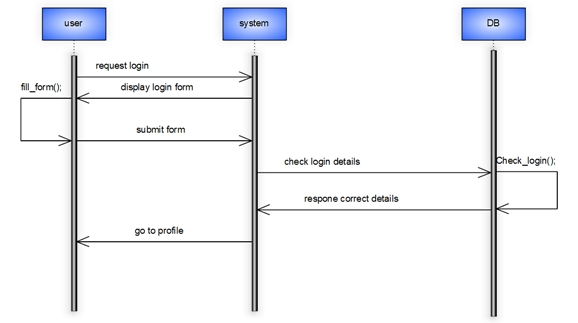 user
system
DB
request login
fill_form();
display login form
submit form
check login details
Check_login();
respone correct details
go to profile